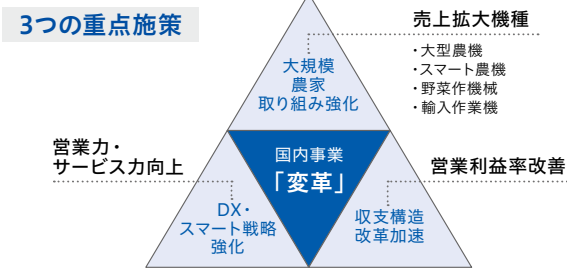 3つの重点施策
売上拡大機種
・大型農機
・スマート農機
・野菜作機械
・輸入作業機
大規模
農家
取り組み強化
営業力・
サービス力向上
国内事業
「変革」
営業利益率改善
DX・
スマート戦略
強化
収支構造
改革加速